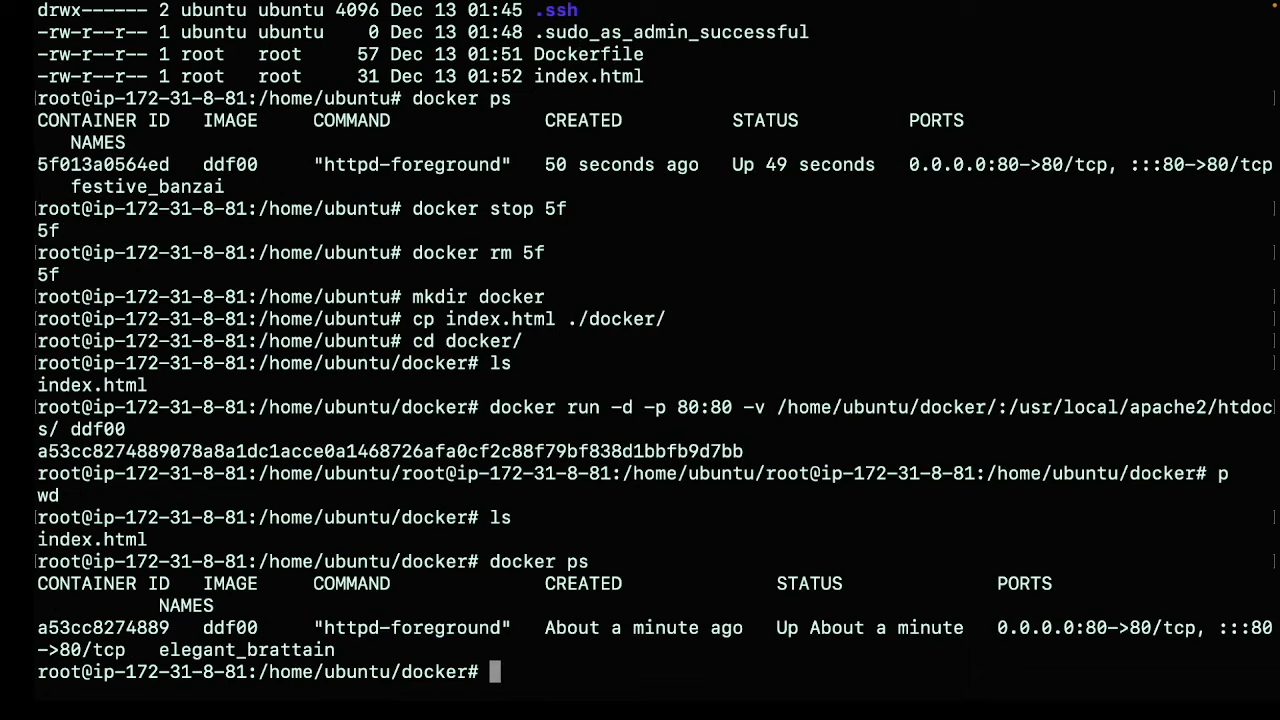 drwx------ 2 ubuntu ubuntu 4096 Dec 13 01:45 .ssh
-rw-r--r-- 1 ubuntu ubuntu    0 Dec 13 01:48 .sudo_as_admin_successful
-rw-r--r-- 1 root   root     57 Dec 13 01:51 Dockerfile
-rw-r--r-- 1 root   root     31 Dec 13 01:52 index.html
root@ip-172-31-8-81:/home/ubuntu# docker ps
CONTAINER ID   IMAGE     COMMAND              CREATED          STATUS          PORTS
   NAMES
5f013a0564ed   ddf00     "httpd-foreground"   50 seconds ago   Up 49 seconds   0.0.0.0:80->80/tcp, :::80->80/tcp
   festive_banzai
root@ip-172-31-8-81:/home/ubuntu# docker stop 5f
5f
root@ip-172-31-8-81:/home/ubuntu# docker rm 5f
5f
root@ip-172-31-8-81:/home/ubuntu# mkdir docker
root@ip-172-31-8-81:/home/ubuntu# cp index.html ./docker/
root@ip-172-31-8-81:/home/ubuntu# cd docker/
root@ip-172-31-8-81:/home/ubuntu/docker# ls
index.html
root@ip-172-31-8-81:/home/ubuntu/docker# docker run -d -p 80:80 -v /home/ubuntu/docker/:/usr/local/apache2/htdoc
s/ ddf00
a53cc8274889078a8a1dc1acce0a1468726afa0cf2c88f79bf838d1bbfb9d7bb
root@ip-172-31-8-81:/home/ubuntu/root@ip-172-31-8-81:/home/ubuntu/root@ip-172-31-8-81:/home/ubuntu/docker# p
wd
root@ip-172-31-8-81:/home/ubuntu/docker# ls
index.html
root@ip-172-31-8-81:/home/ubuntu/docker# docker ps
CONTAINER ID   IMAGE     COMMAND              CREATED              STATUS              PORTS
           NAMES
a53cc8274889   ddf00     "httpd-foreground"   About a minute ago   Up About a minute   0.0.0.0:80->80/tcp, :::80
->80/tcp   elegant_brattain
root@ip-172-31-8-81:/home/ubuntu/docker#